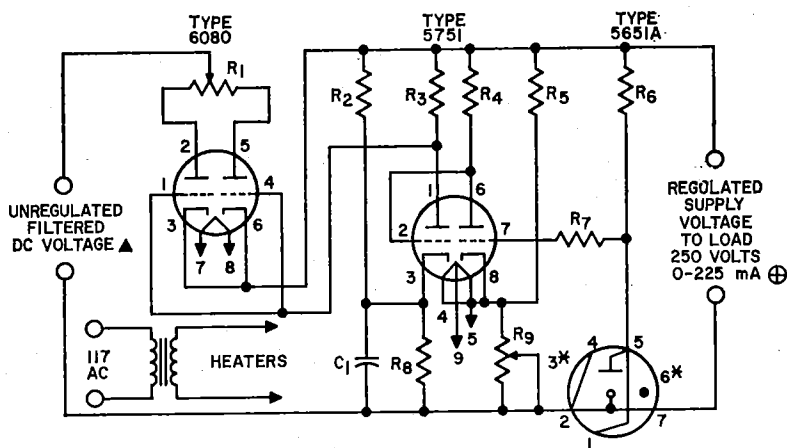 TYPE
6080
TYPE
5751
TYPE
5651A
R1
R2
R3
R4
R5
R6
2
5
1
4
3
6
7
8
1
6
2
7
3
8
4
5
9
R7
UNREGULATED
FILTERED
DC VOLTAGE ▲
REGOLATED
SUPPLY
VOLTAGE
TO LOAD
250 VOLTS
0-225 mA ⊕
117
AC
HEATERS
C1
R8
R9
4
5
3*
6*
2
7
1